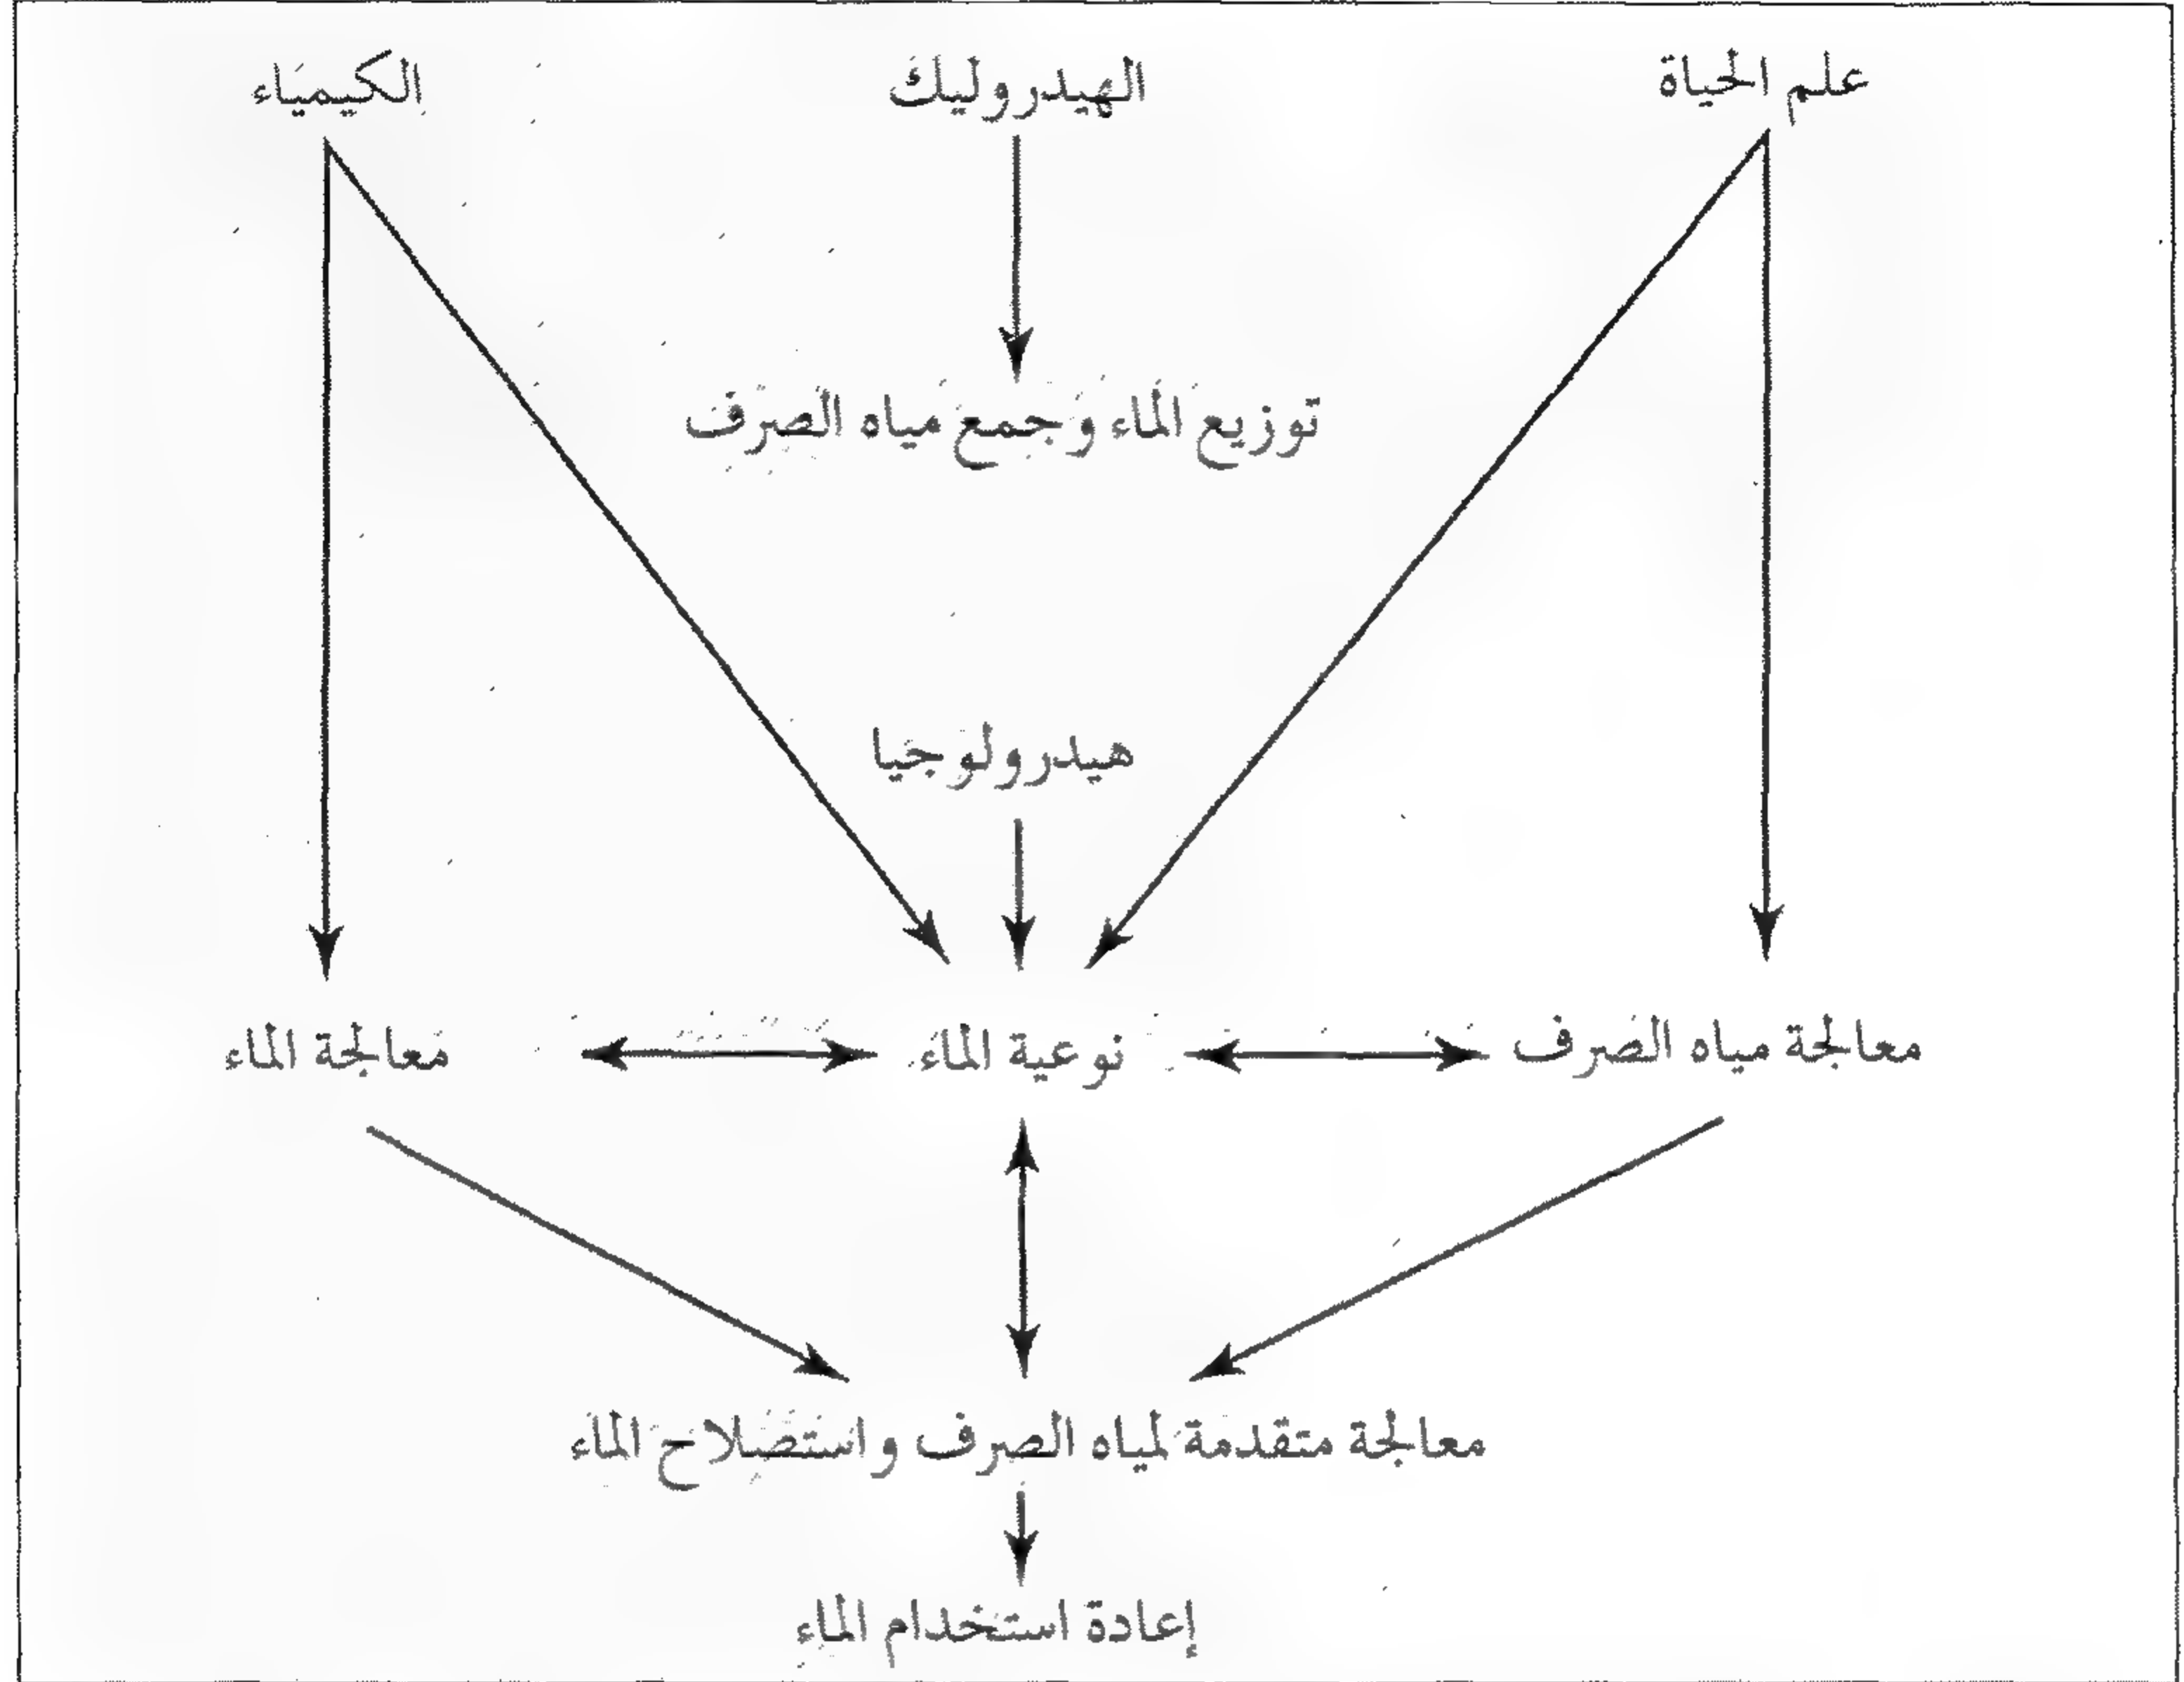 علم الحياة
الهيدروليك
الكيمياء
توزيع الماء وجمع مياه الصرف
هيدرولوجيا
معالجة مياه الصرف
نوعية الماء
معالجة الماء
معالجة متقدمة لمياه الصرف واستصلاح الماء
إعادة استخدام الماء